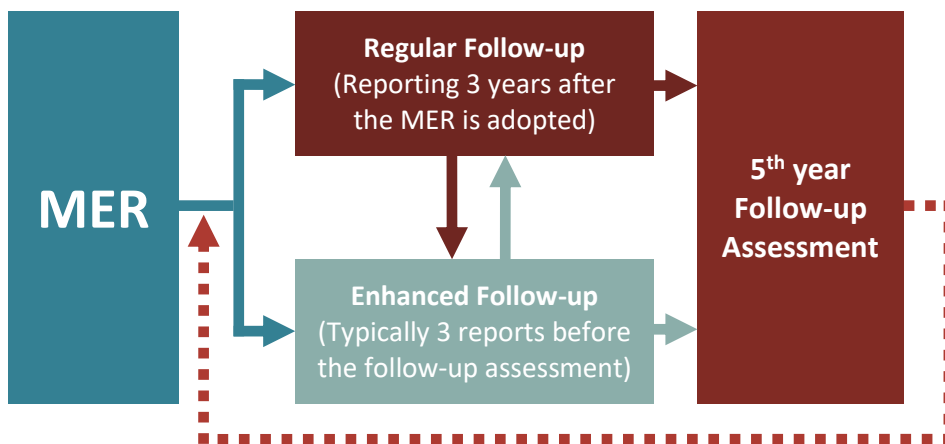 MER
Regular Follow-up
(Reporting 3 years after
the MER is adopted)
Enhanced Follow-up
(Typically 3 reports before
the follow-up assessment)
5th year
Follow-up
Assessment